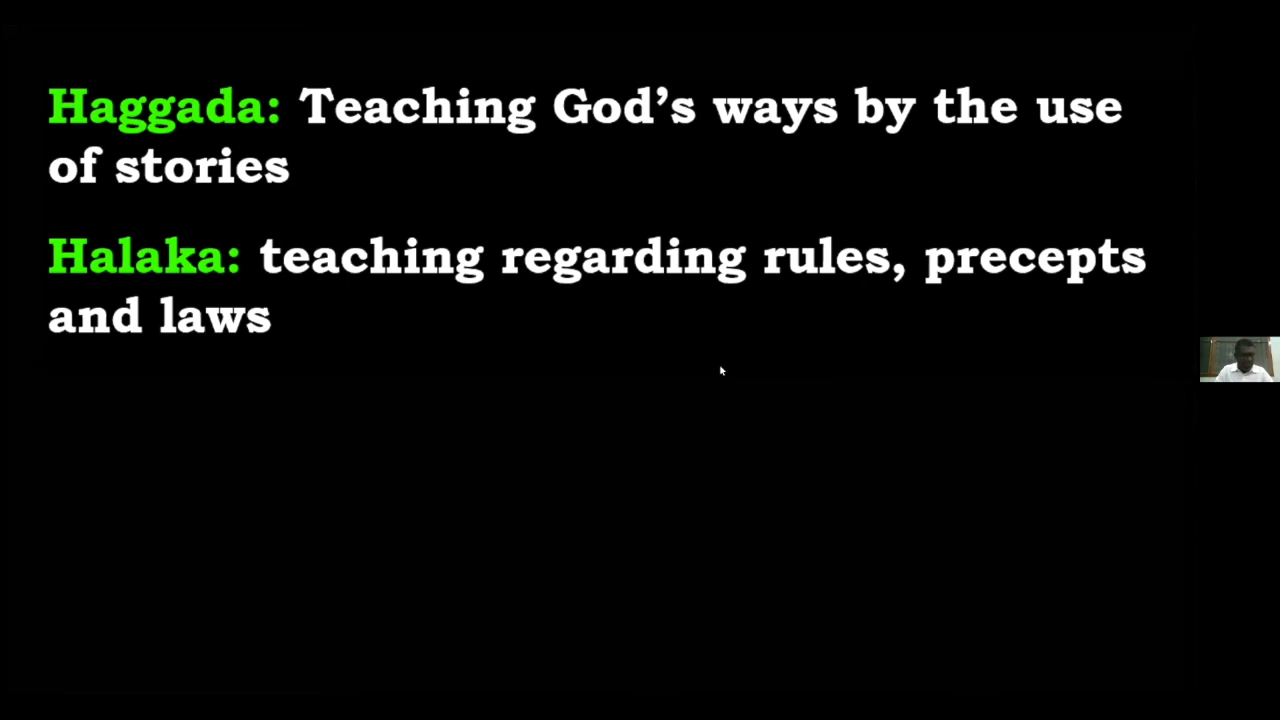 Haggada: Teaching God’s ways by the use
of stories
Halaka: teaching regarding rules, precepts
and laws